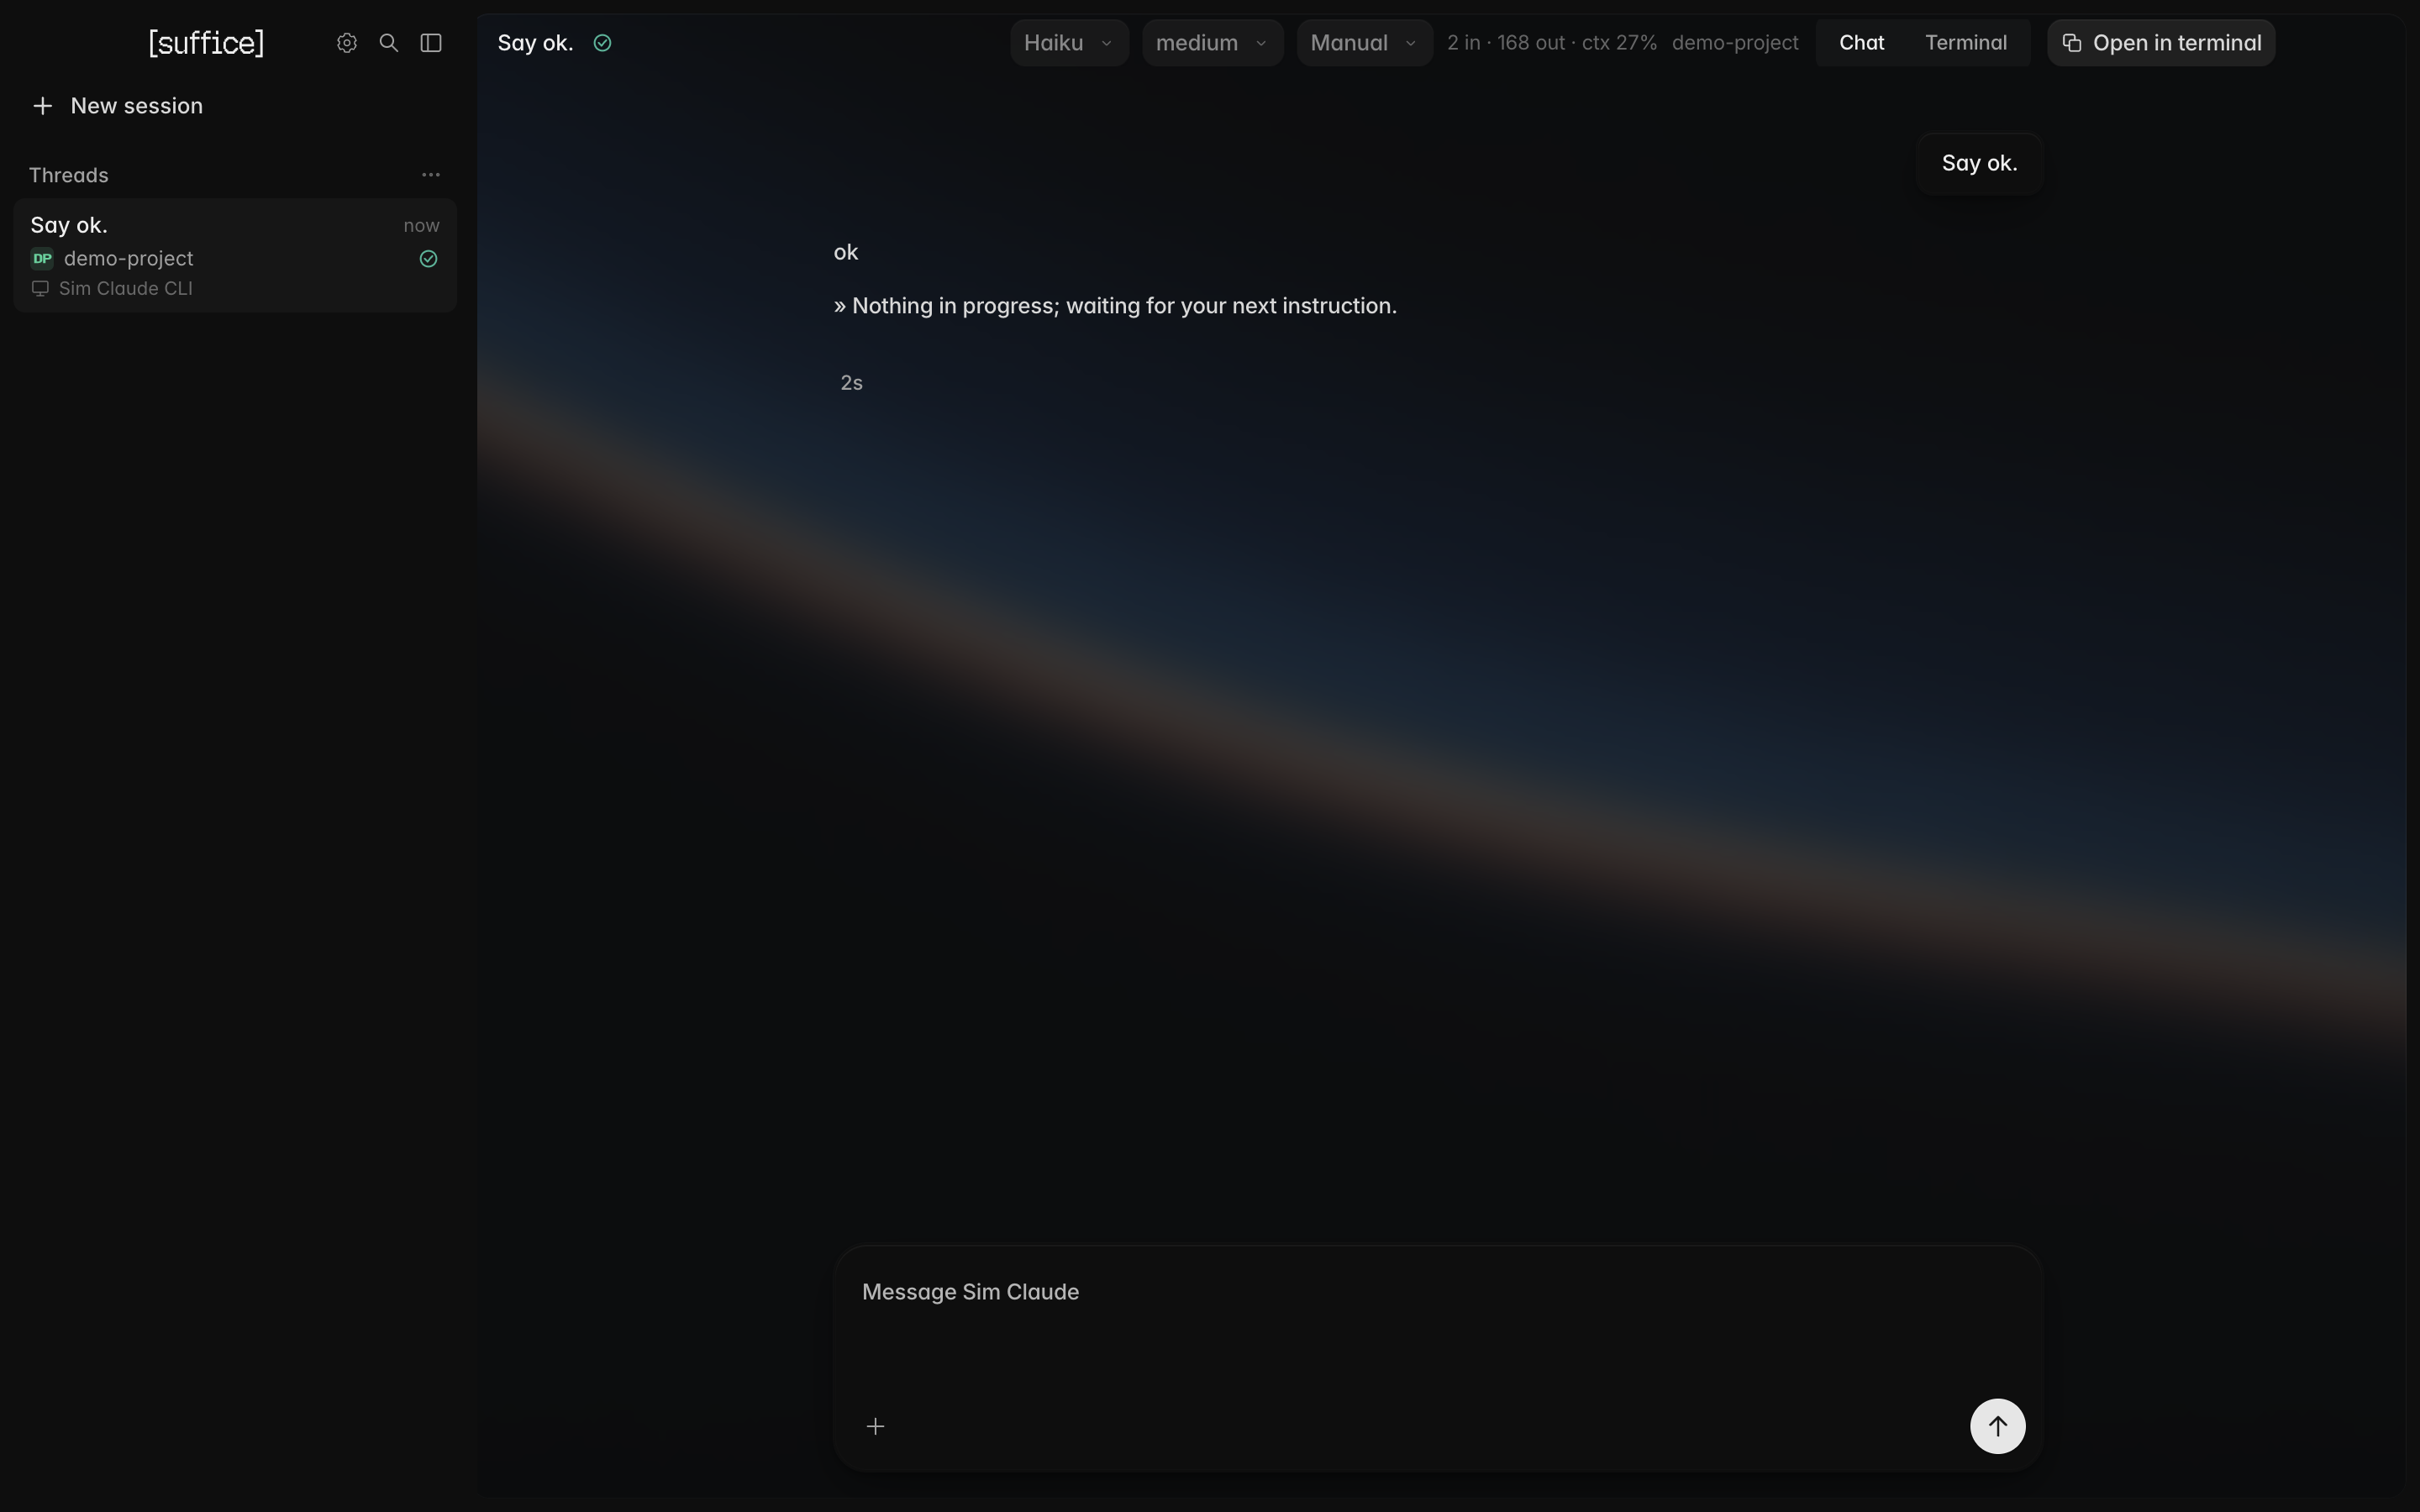 [suffice]
New session
Threads
Say ok.
now
DP demo-project
Sim Claude CLI
Say ok.
Haiku
medium
Manual
2 in · 168 out · ctx 27%
demo-project
Chat
Terminal
Open in terminal
Say ok.
ok
» Nothing in progress; waiting for your next instruction.
2s
Message Sim Claude